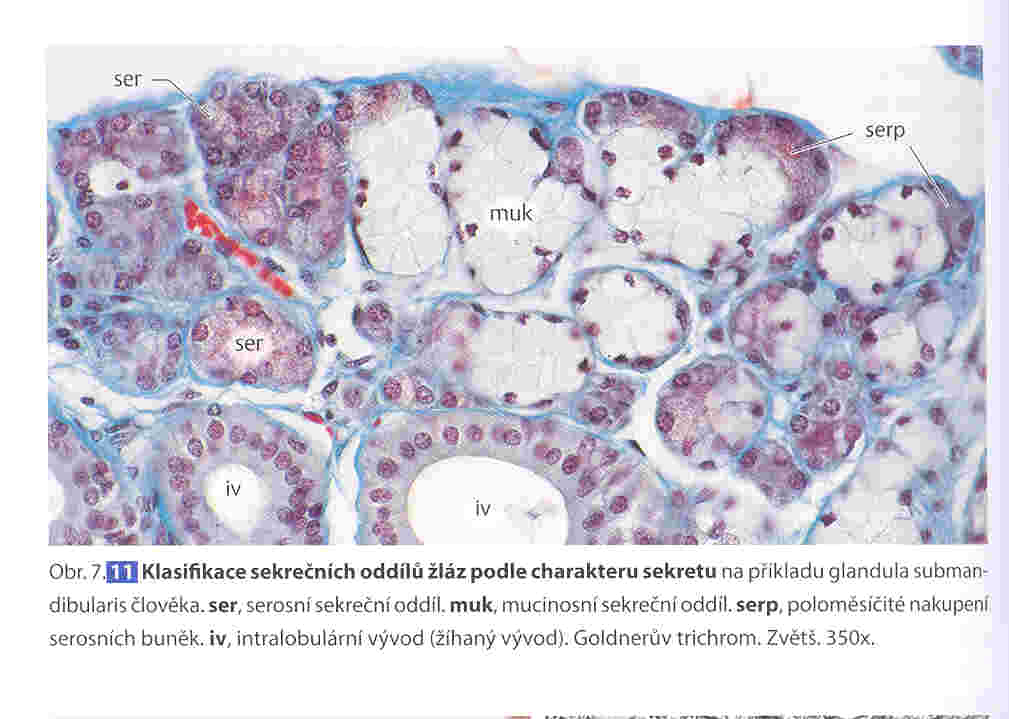 ser
serp
muk
ser
iv
iv
Obr. 7.11 Klasifikace sekrečních oddílů žláz podle charakteru sekretu na příkladu glandula subman-
dibularis člověka. ser, serosní sekreční oddíl. muk, mucinosní sekreční oddíl. serp, poloměsíčité nakupení
serosních buněk. iv, intralobulární vývod (žíhaný vývod). Goldnerův trichrom. Zvětš. 350x.